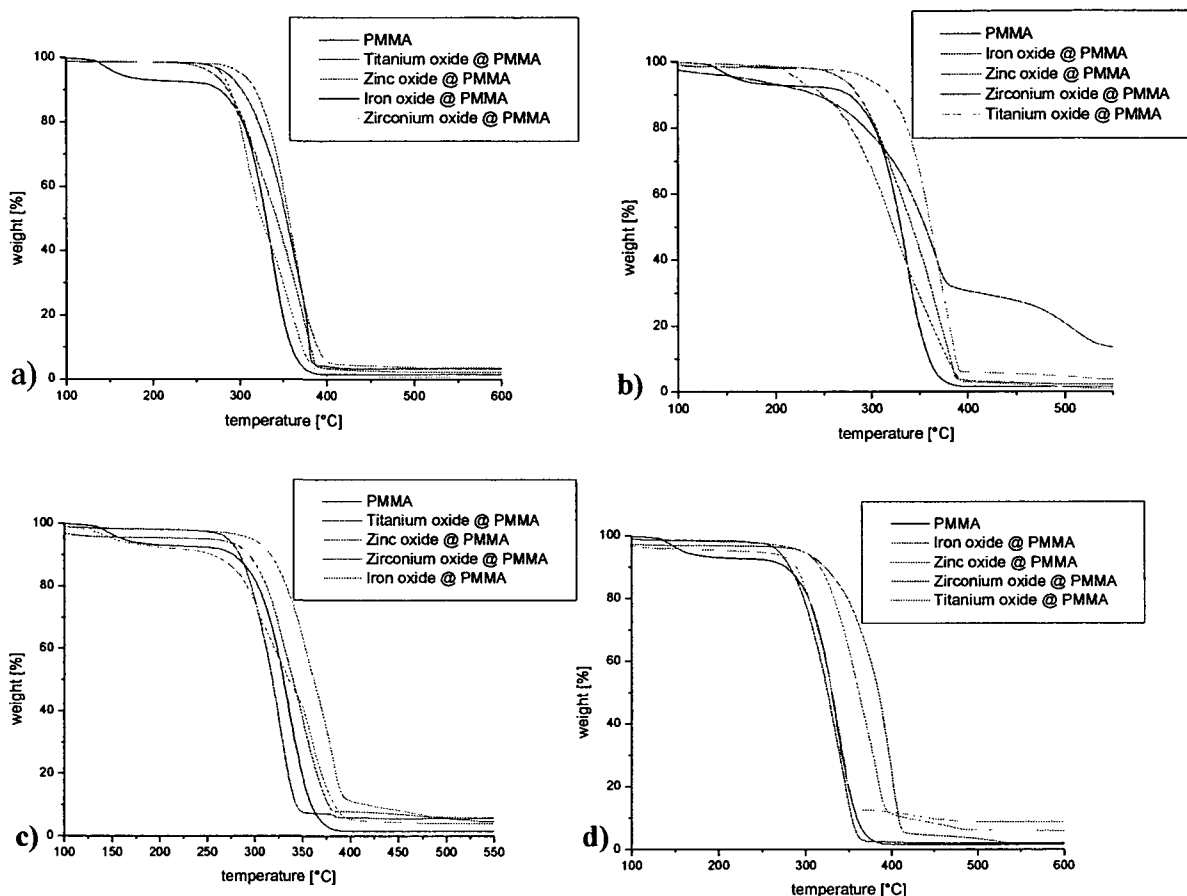 PMMA
Titanium oxide @ PMMA
Zinc oxide @ PMMA
Iron oxide @ PMMA
Zirconium oxide @ PMMA
100
80
60
40
20
0
weight [%]
a)
100 200 300 400 500 600
temperature [°C]
PMMA
Iron oxide @ PMMA
Zinc oxide @ PMMA
Zirconium oxide @ PMMA
Titanium oxide @ PMMA
100
80
60
40
20
0
weight [%]
b)
100 200 300 400 500
temperature [°C]
PMMA
Titanium oxide @ PMMA
Zinc oxide @ PMMA
Zirconium oxide @ PMMA
Iron oxide @ PMMA
100
80
60
40
20
0
weight [%]
c)
100 150 200 250 300 350 400 450 500 550
temperature [°C]
PMMA
Iron oxide @ PMMA
Zinc oxide @ PMMA
Zirconium oxide @ PMMA
Titanium oxide @ PMMA
100
80
60
40
20
0
weight [%]
d)
100 200 300 400 500 600
temperature [°C]